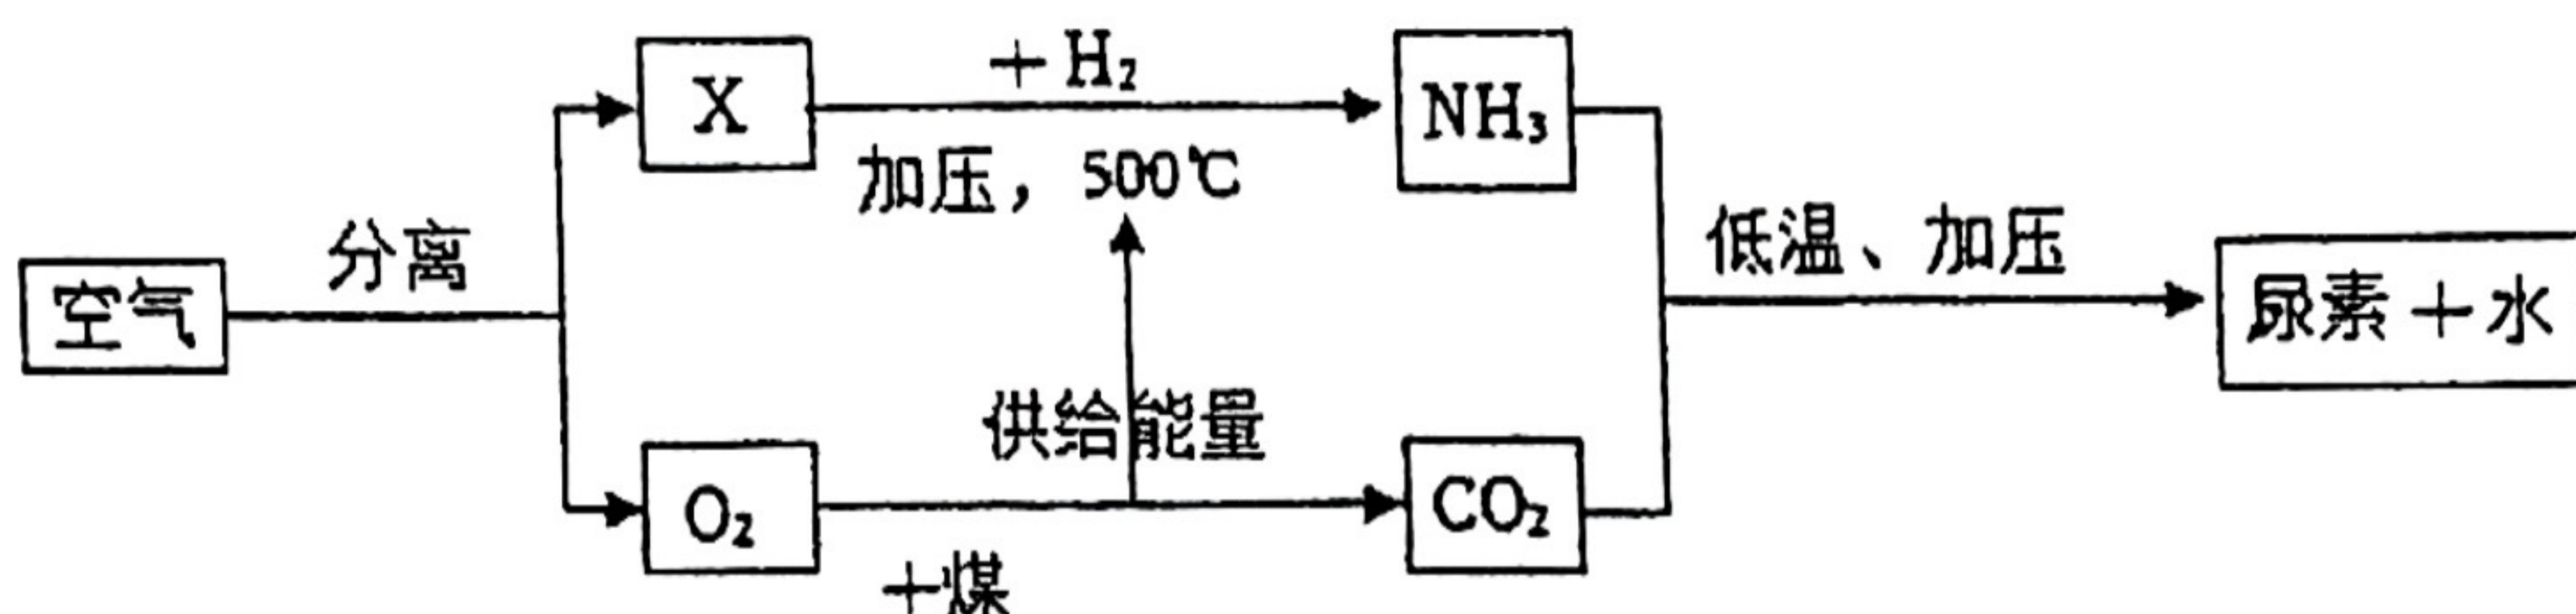 X
+ H₂
NH₃
加压，500℃
分离
低温、加压
空气
尿素＋水
供给能量
O₂
CO₂
+煤